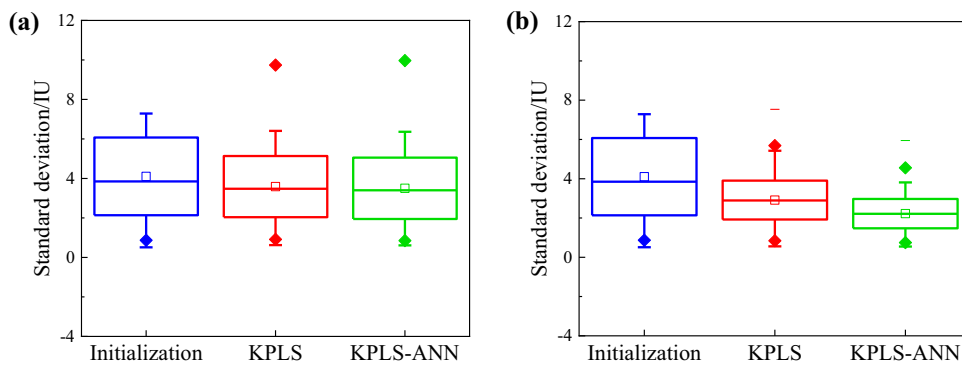 (a)
Standard deviation/IU
12
8
4
0
-4
Initialization KPLS KPLS-ANN
(b)
Standard deviation/IU
12
8
4
0
-4
Initialization KPLS KPLS-ANN